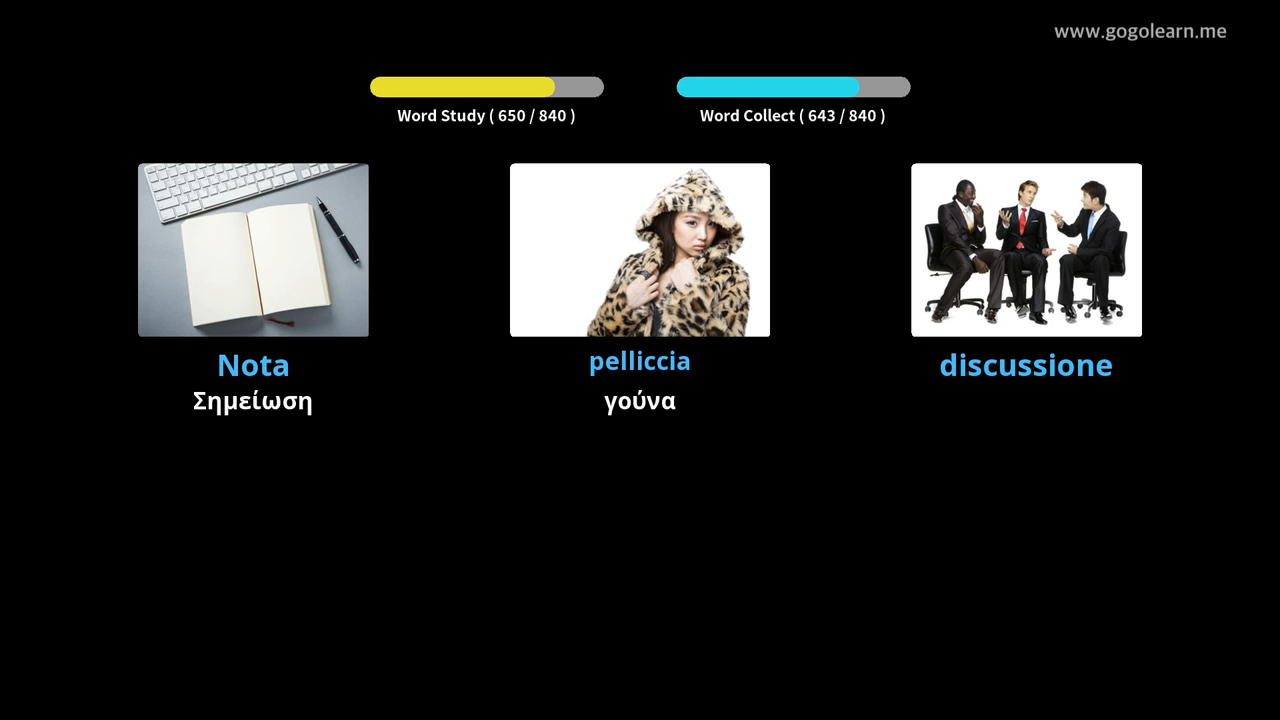 www.gogolearn.me
Word Study ( 650 / 840 )
Word Collect ( 643 / 840 )
Nota
Σημείωση
pelliccia
γούνα
discussione